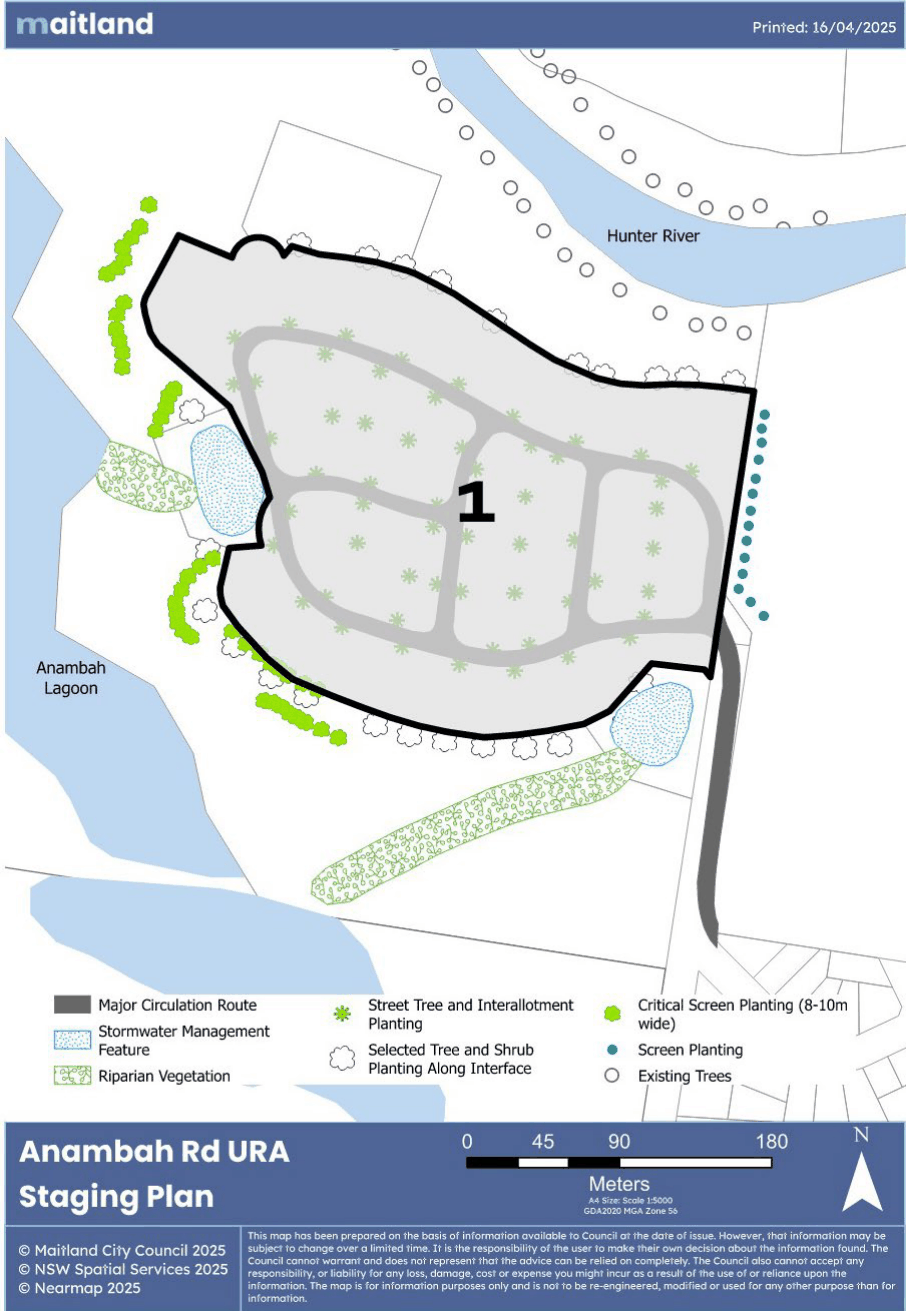 maitland
Printed: 16/04/2025
Hunter River
1
Anambah
Lagoon
Major Circulation Route
Stormwater Management
Feature
Riparian Vegetation
Street Tree and Interallotment
Planting
Selected Tree and Shrub
Planting Along Interface
Critical Screen Planting (8-10m
wide)
Screen Planting
Existing Trees
Anambah Rd URA
Staging Plan
0 45 90 180
Meters
A4 Size: Scale 1:5000
GDA2020 MGA Zone 56
N
© Maitland City Council 2025
© NSW Spatial Services 2025
© Nearmap 2025
This map has been prepared on the basis of information available to Council at the date of issue. However, that information may be
subject to change over a limited time. It is the responsibility of the user to make their own decision about the information found. The
Council cannot warrant and does not represent that the advice can be relied on completely. The Council also cannot accept any
responsibility, or liability for any loss, damage, cost or expense you might incur as a result of the use of or reliance upon the
information. The map is for information purposes only and is not to be re-engineered, modified or used for any other purpose than for
information.